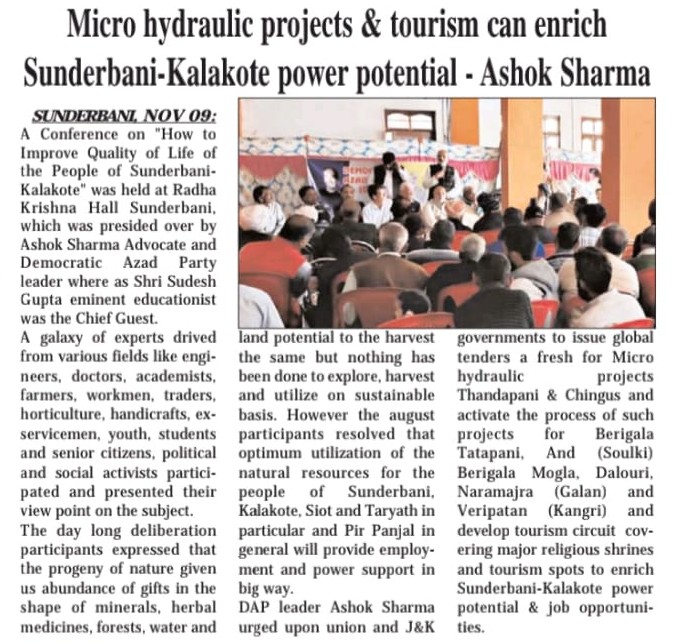 Micro hydraulic projects & tourism can enrich
Sunderbani-Kalakote power potential - Ashok Sharma
SUNDERBANI, NOV 09:
A Conference on "How to
Improve Quality of Life of
the People of Sunderbani-
Kalakote" was held at Radha
Krishna Hall Sunderbani,
which was presided over by
Ashok Sharma Advocate and
Democratic Azad Party
leader where as Shri Sudesh
Gupta eminent educationist
was the Chief Guest.
A galaxy of experts drived
from various fields like engi-
neers, doctors, academists,
farmers, workmen, traders,
horticulture, handicrafts, ex-
servicemen, youth, students
and senior citizens, political
and social activists partici-
pated and presented their
view point on the subject.
The day long deliberation
participants expressed that
the progeny of nature given
us abundance of gifts in the
shape of minerals, herbal
medicines, forests, water and
land potential to the harvest
the same but nothing has
been done to explore, harvest
and utilize on sustainable
basis. However the august
participants resolved that
optimum utilization of the
natural resources for the
people of Sunderbani,
Kalakote, Siot and Taryath in
particular and Pir Panjal in
general will provide employ-
ment and power support in
big way.
DAP leader Ashok Sharma
urged upon union and J&K
governments to issue global
tenders a fresh for Micro
hydraulic projects
Thandapani & Chingus and
activate the process of such
projects for Berigala
Tatapani, And (Soulki)
Berigala Mogla, Dalouri,
Naramajra (Galan) and
Veripatan (Kangri) and
develop tourism circuit cov-
ering major religious shrines
and tourism spots to enrich
Sunderbani-Kalakote power
potential & job opportuni-
ties.